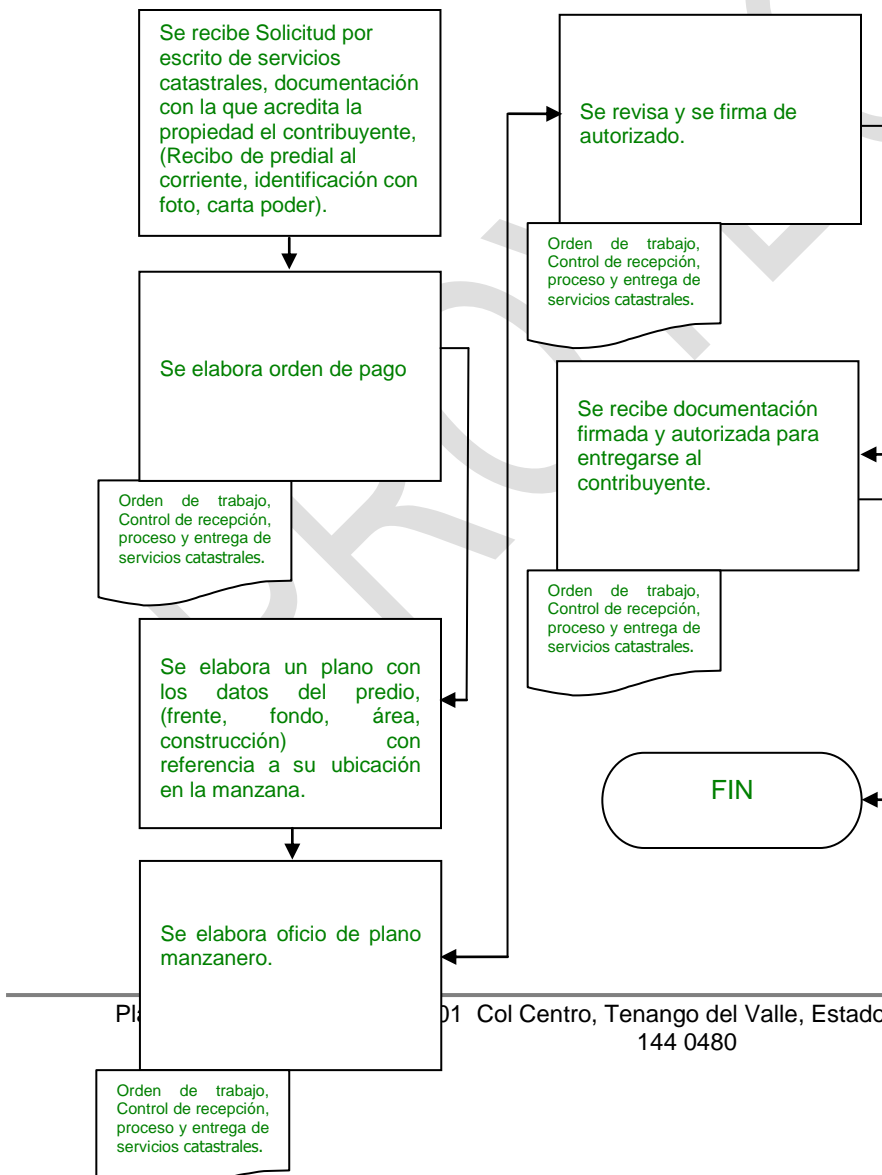 Se recibe Solicitud por
escrito de servicios
catastrales, documentación
con la que acredita la
propiedad el contribuyente,
(Recibo de predial al
corriente, identificación con
foto, carta poder).
Se elabora orden de pago
Orden de trabajo,
Control de recepción,
proceso y entrega de
servicios catastrales.
Se elabora un plano con
los datos del predio,
(frente, fondo, área,
construcción) con
referencia a su ubicación
en la manzana.
Se elabora oficio de plano
manzanero.
Orden de trabajo,
Control de recepción,
proceso y entrega de
servicios catastrales.
Se revisa y se firma de
autorizado.
Orden de trabajo,
Control de recepción,
proceso y entrega de
servicios catastrales.
Se recibe documentación
firmada y autorizada para
entregarse al
contribuyente.
Orden de trabajo,
Control de recepción,
proceso y entrega de
servicios catastrales.
FIN
01 Col Centro, Tenango del Valle, Estado
144 0480